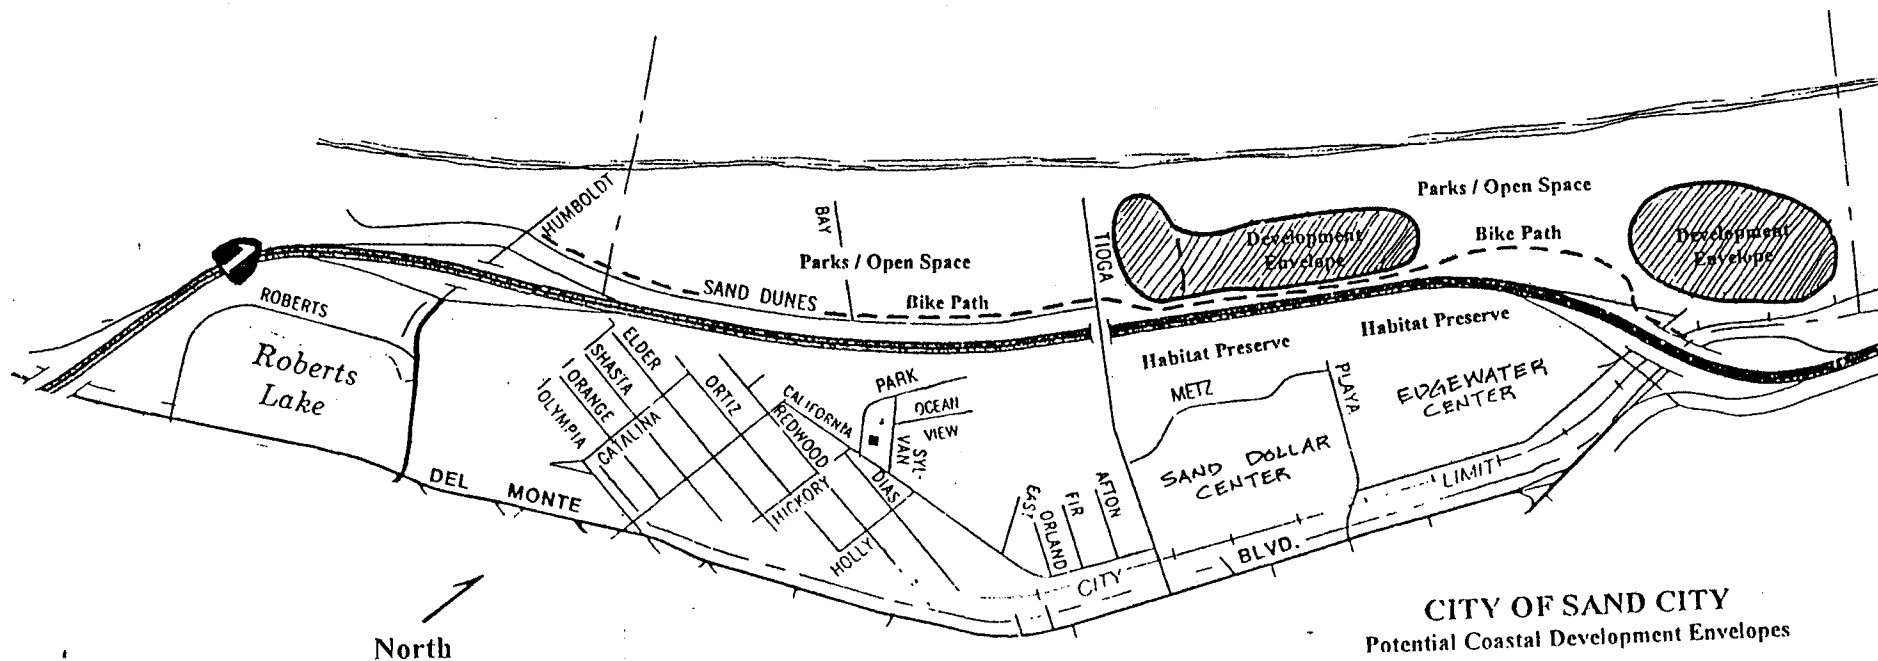 HUMBOLDT
BAY
Parks / Open Space
Parks / Open Space
SAND DUNES
Bike Path
TIOGA
Development
Envelope
Bike Path
Development
Envelope
1
ROBERTS
Roberts
Lake
ELDER
SHASTA
ORANGE
OLYMPIA
CATALINA
ORTIZ
CALIFORNIA
REDWOOD
HICKORY
HOLLY
DIAS
PARK
OCEAN
VIEW
SYL-
VAN
Habitat Preserve
Habitat Preserve
METZ
PLAYA
EDGEWATER
CENTER
SAND DOLLAR
CENTER
EAST
ORLAND
FIR
AFTON
DEL MONTE
BLVD.
CITY
LIMIT
North
CITY OF SAND CITY
Potential Coastal Development Envelopes